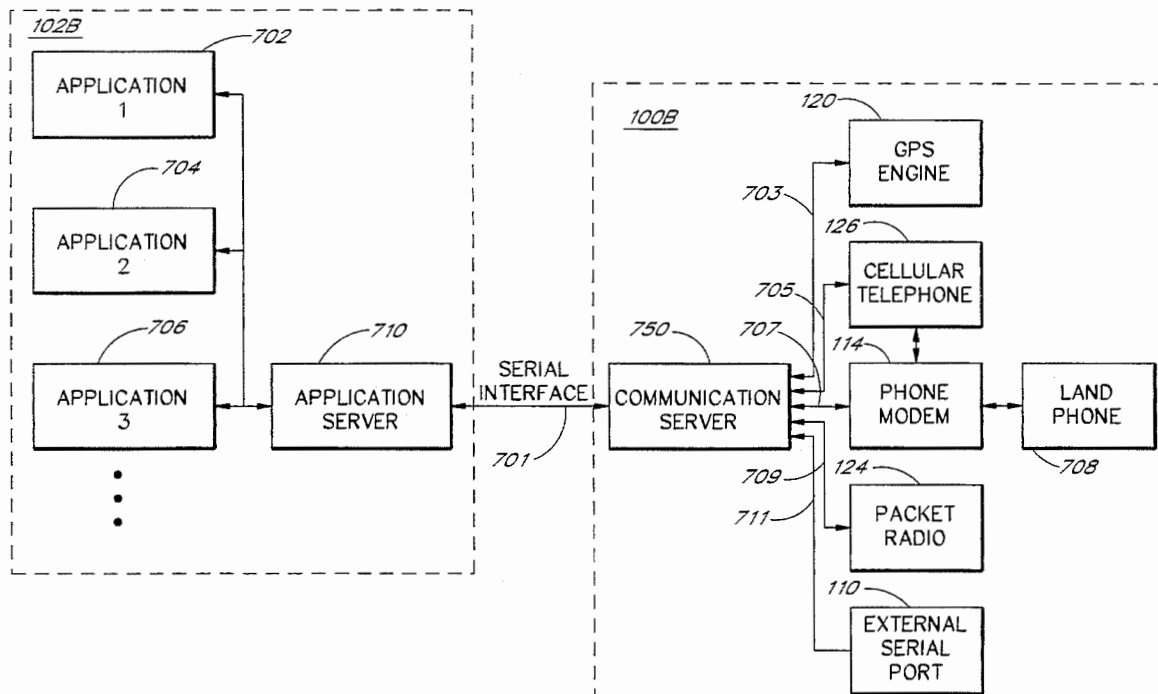 102B
702
APPLICATION
1
704
APPLICATION
2
706
APPLICATION
3
710
APPLICATION
SERVER
SERIAL
INTERFACE
701
100B
750
COMMUNICATION
SERVER
703
705
707
709
711
120
GPS
ENGINE
126
CELLULAR
TELEPHONE
114
PHONE
MODEM
LAND
PHONE
708
124
PACKET
RADIO
110
EXTERNAL
SERIAL
PORT